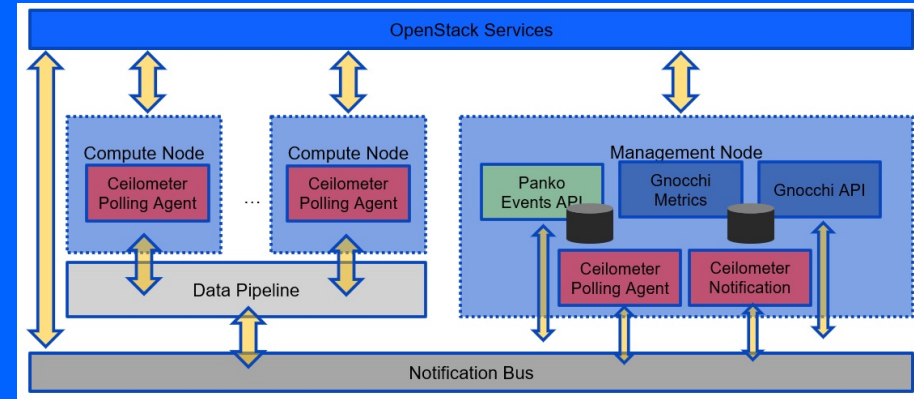 OpenStack Services
Compute Node
Ceilometer
Polling Agent
...
Compute Node
Ceilometer
Polling Agent
Management Node
Panko
Events API
Gnocchi
Metrics
Gnocchi API
Ceilometer
Polling Agent
Ceilometer
Notification
Data Pipeline
Notification Bus